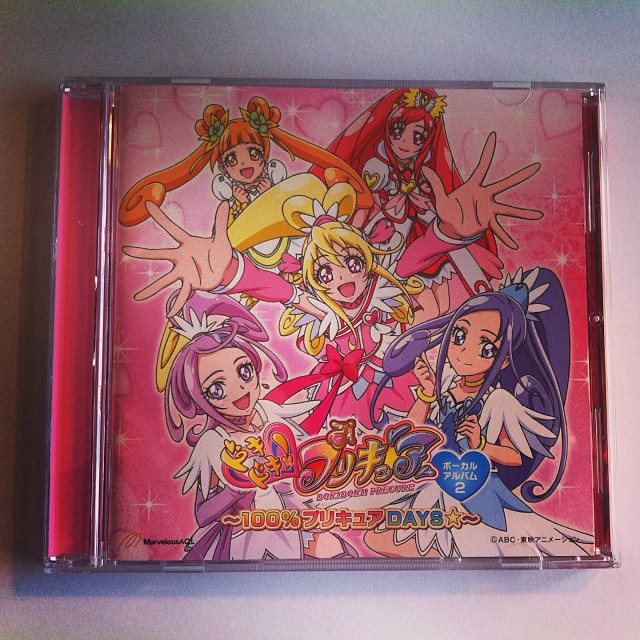 ドキドキ!
プリキュア
DOKIDOKI! PRECURE
ボーカル
アルバム
2
～100%プリキュアDAYS☆～
MarvelousAQL
©ABC・東映アニメーション